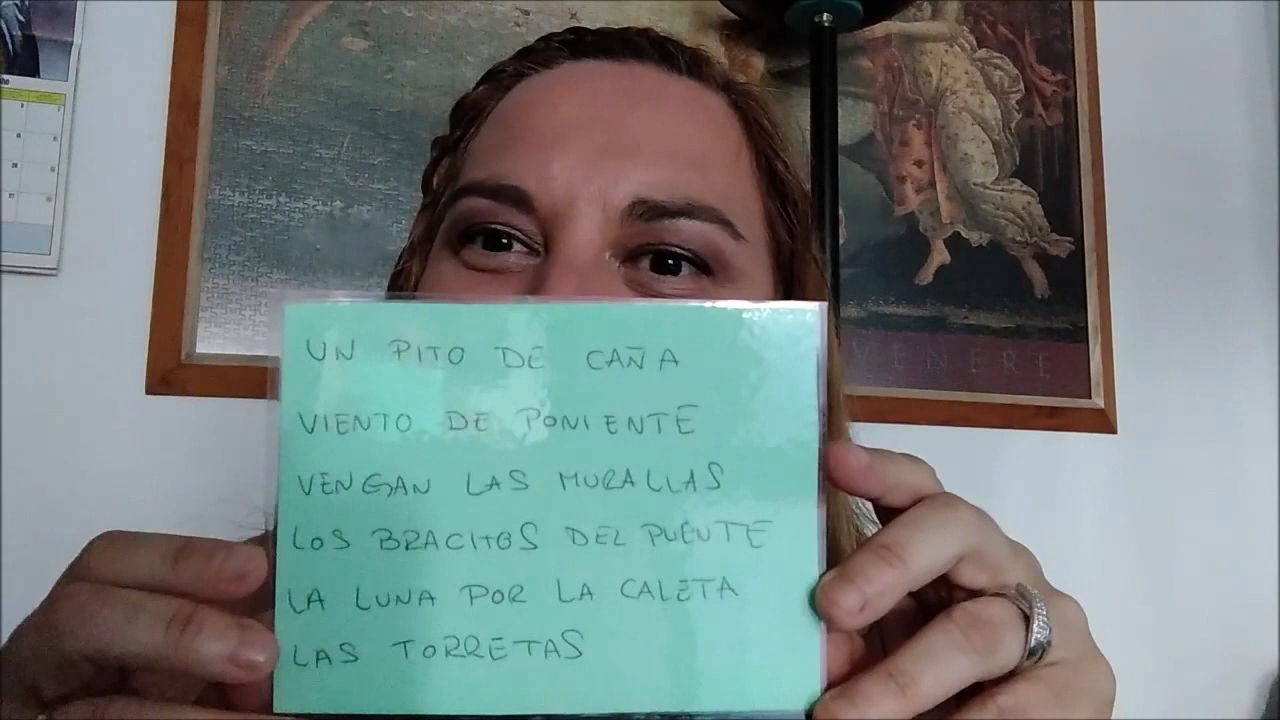 VENERE
UN PITO DE CAÑA
VIENTO DE PONIENTE
VENGAN LAS MURALLAS
LOS BRACITOS DEL PUENTE
LA LUNA POR LA CALETA
LAS TORRETAS